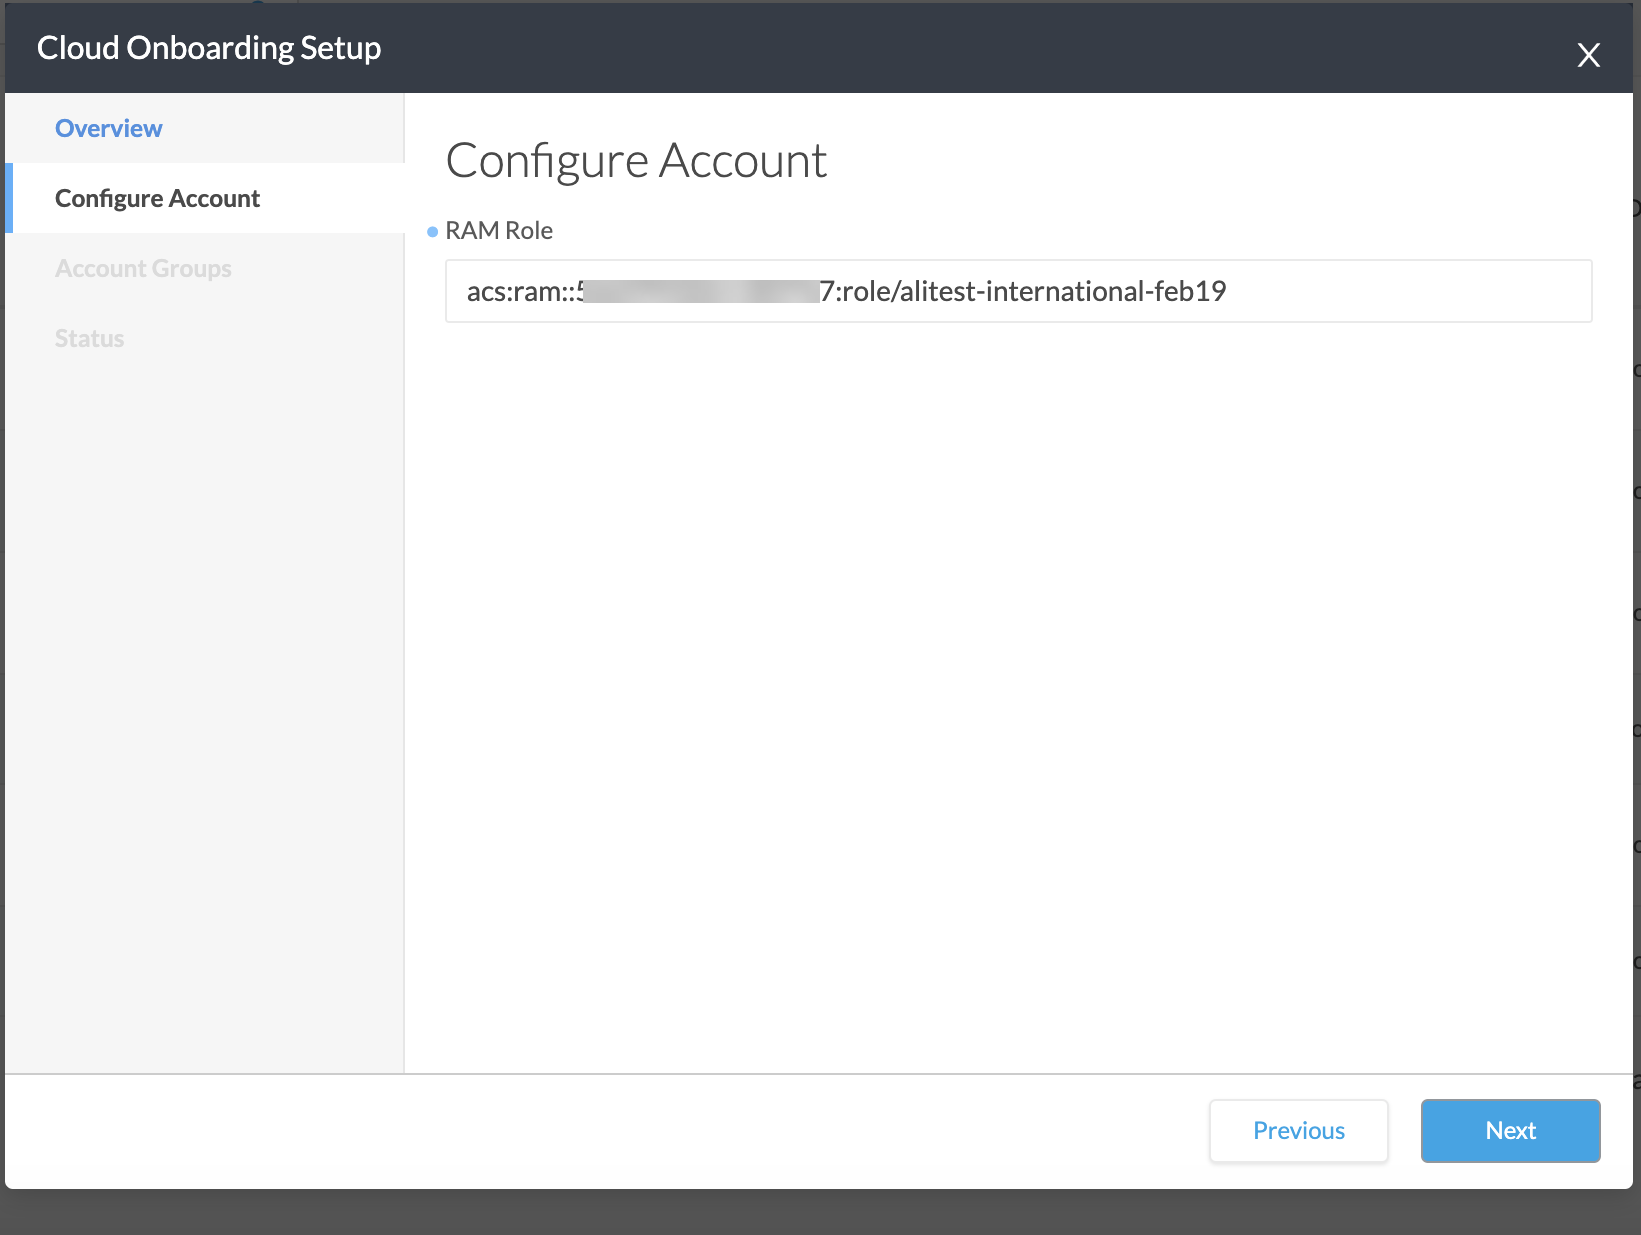 Cloud Onboarding Setup
X
Overview
Configure Account
Account Groups
Status
Configure Account
RAM Role
acs:ram::5 7:role/alitest-international-feb19
Previous
Next